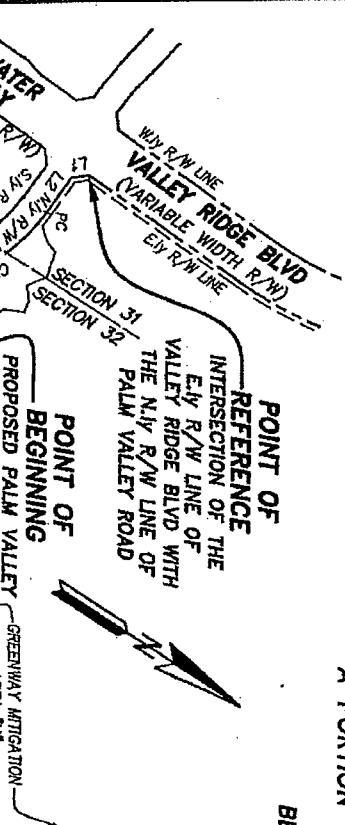 A PORTION
POINT OF
REFERENCE
INTERSECTION OF THE
E.ly R/W LINE OF
VALLEY RIDGE BLVD WITH
THE N.ly R/W LINE OF
PALM VALLEY ROAD
W.ly R/W LINE
VALLEY RIDGE BLVD
(VARIABLE WIDTH R/W)
E.ly R/W LINE
SECTION 31
SECTION 32
L1
L2
N.ly R/W
PC
S.ly R
R/W)
POINT OF
BEGINNING
PROPOSED PALM VALLEY
GREENWAY MITIGATION
N